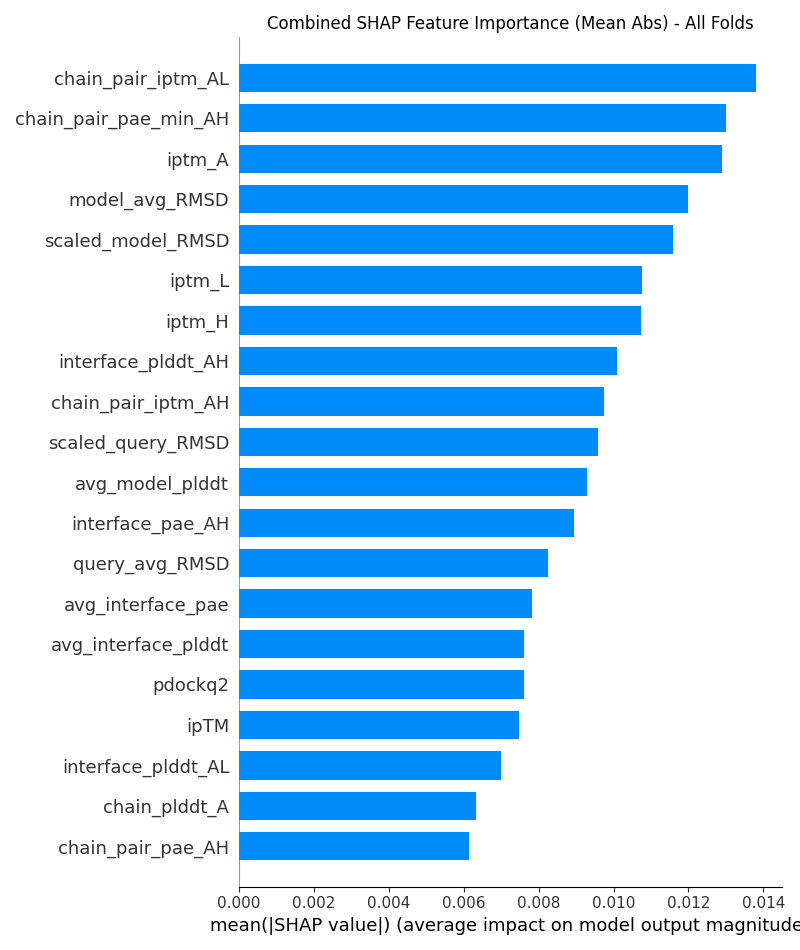 Combined SHAP Feature Importance (Mean Abs) - All Folds
chain_pair_iptm_AL
chain_pair_pae_min_AH
iptm_A
model_avg_RMSD
scaled_model_RMSD
iptm_L
iptm_H
interface_plddt_AH
chain_pair_iptm_AH
scaled_query_RMSD
avg_model_plddt
interface_pae_AH
query_avg_RMSD
avg_interface_pae
avg_interface_plddt
pdockq2
ipTM
interface_plddt_AL
chain_plddt_A
chain_pair_pae_AH
0.000 0.002 0.004 0.006 0.008 0.010 0.012 0.014
mean(|SHAP value|) (average impact on model output magnitude